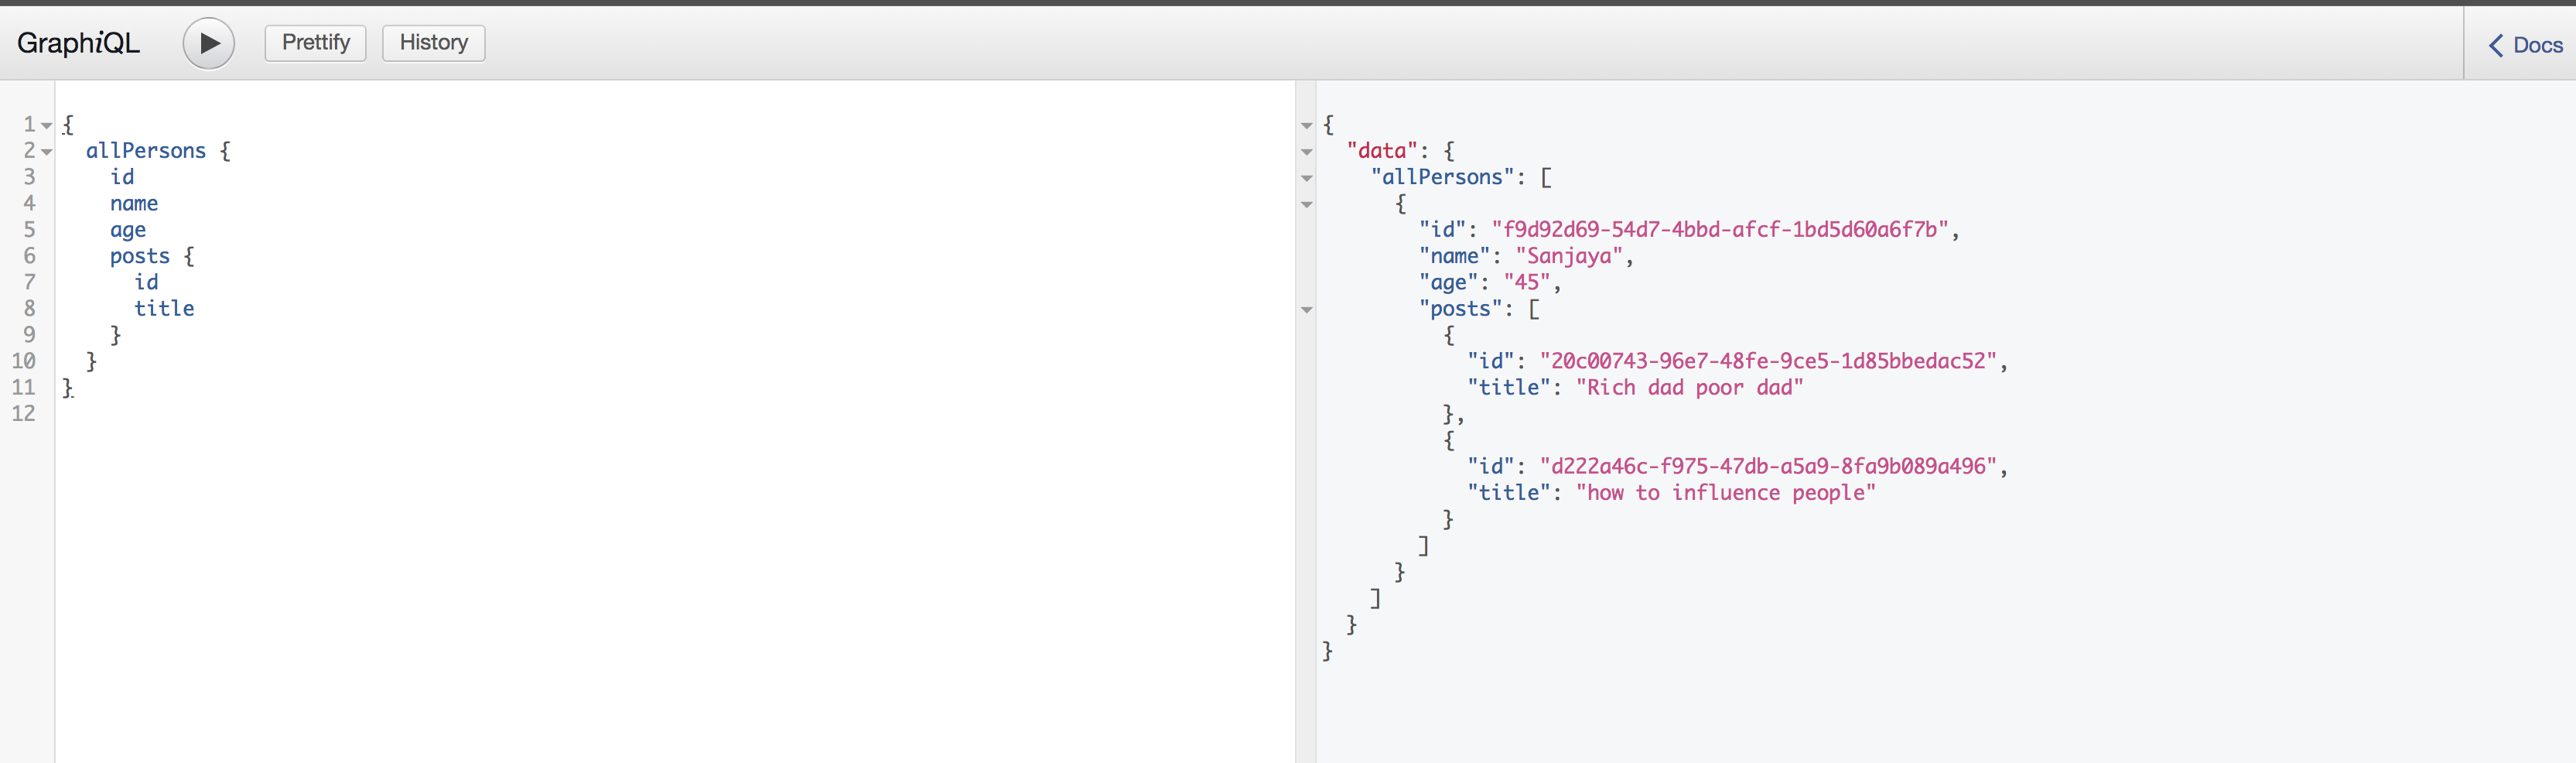 GraphiQL Prettify History Docs
1 {
2 allPersons {
3 id
4 name
5 age
6 posts {
7 id
8 title
9 }
10 }
11 }
12
{
"data": {
"allPersons": [
{
"id": "f9d92d69-54d7-4bbd-afcf-1bd5d60a6f7b",
"name": "Sanjaya",
"age": "45",
"posts": [
{
"id": "20c00743-96e7-48fe-9ce5-1d85bbedac52",
"title": "Rich dad poor dad"
},
{
"id": "d222a46c-f975-47db-a5a9-8fa9b089a496",
"title": "how to influence people"
}
]
}
]
}
}